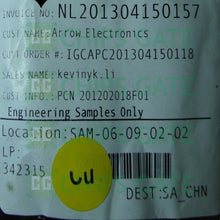 INVOICE NO: NL201304150157
CUST NAME: Arrow Electronics
CUST ORDER #: IGCAPC201304150118
SALES NAME: kevinyk.li
CUST INFO.: PCN 201202018F01
Engineering Samples Only
Location: SAM-06-09-02-02
LP:
342315
CU
DEST: SA_CHN